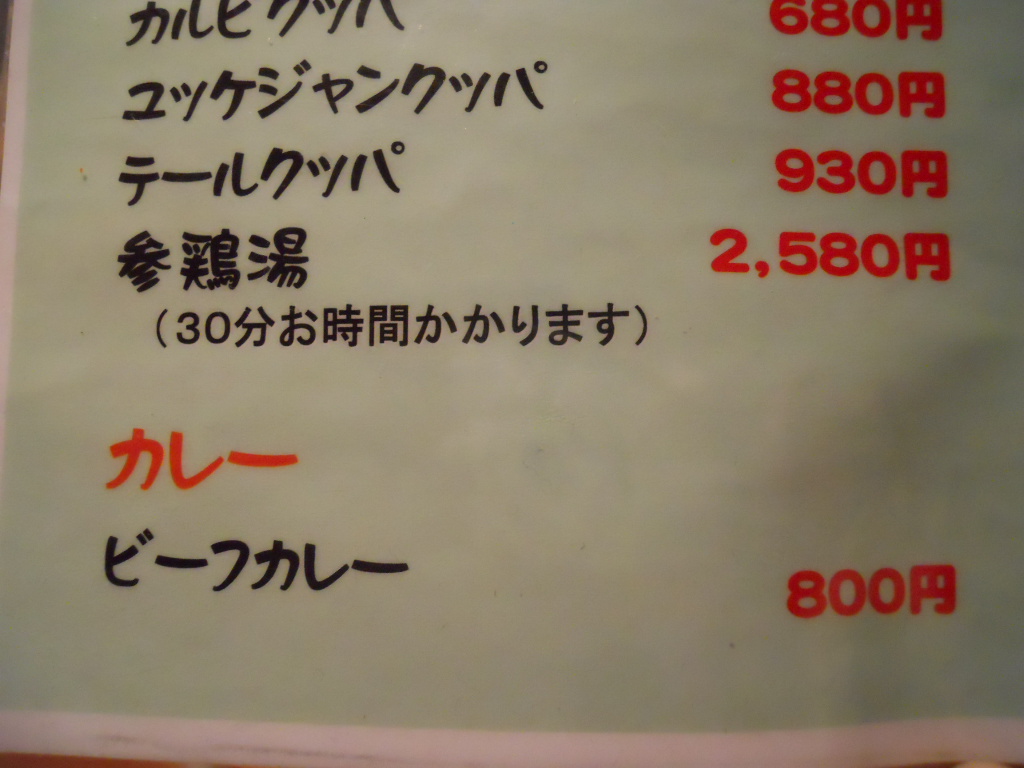 カルビクッパ 680円
ユッケジャンクッパ 880円
テールクッパ 930円
参鶏湯 2,580円
（30分お時間かかります）
カレー
ビーフカレー 800円